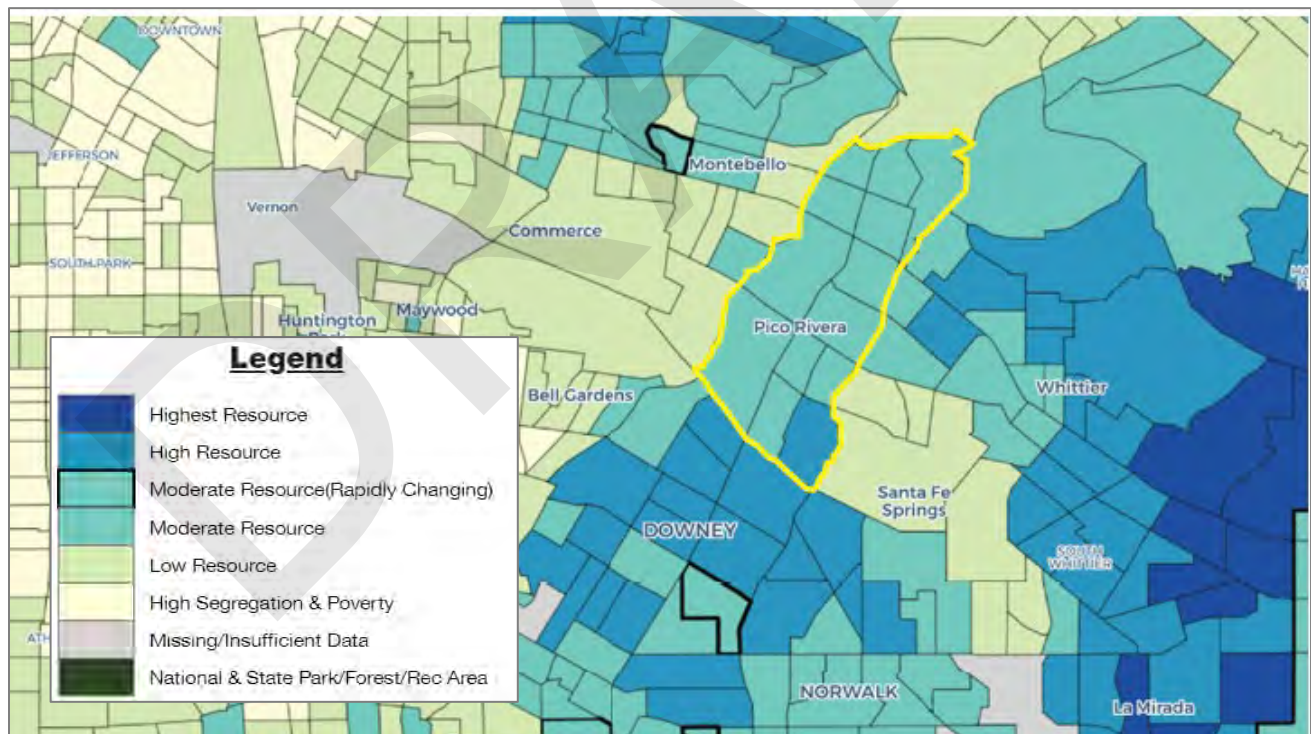 DOWNTOWN
JEFFERSON
Montebello
Vernon
Commerce
SOUTH PARK
Maywood
Huntington
Pico Rivera
Legend
Bell Gardens
Whittier
Highest Resource
High Resource
Moderate Resource(Rapidly Changing)
Santa Fe
Springs
Moderate Resource
DOWNEY
SOUTH
WHITTIER
Low Resource
High Segregation & Poverty
ATH
Missing/Insufficient Data
National & State Park/Forest/Rec Area
NORWALK
La Mirada
DRA